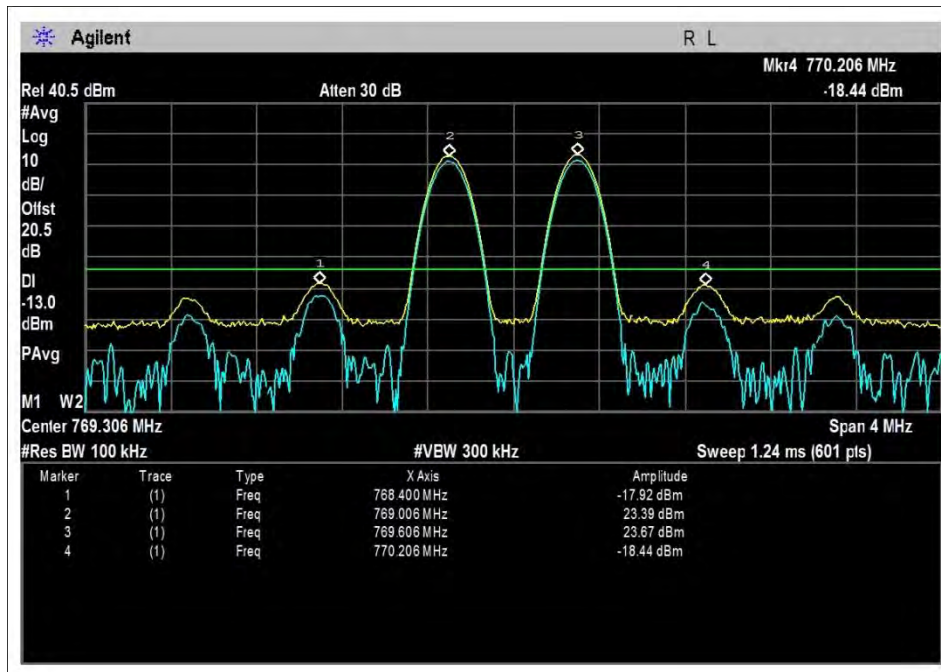 Agilent R L
Mkr4 770.206 MHz
Ref 40.5 dBm Atten 30 dB -18.44 dBm
#Avg
Log
10
dB/
Offst
20.5
dB
DI
-13.0
dBm
PAvg
M1 W2
1
2
3
4
Center 769.306 MHz Span 4 MHz
#Res BW 100 kHz #VBW 300 kHz Sweep 1.24 ms (601 pts)
Marker Trace Type X Axis Amplitude
1 (1) Freq 768.400 MHz -17.92 dBm
2 (1) Freq 769.006 MHz 23.39 dBm
3 (1) Freq 769.606 MHz 23.67 dBm
4 (1) Freq 770.206 MHz -18.44 dBm